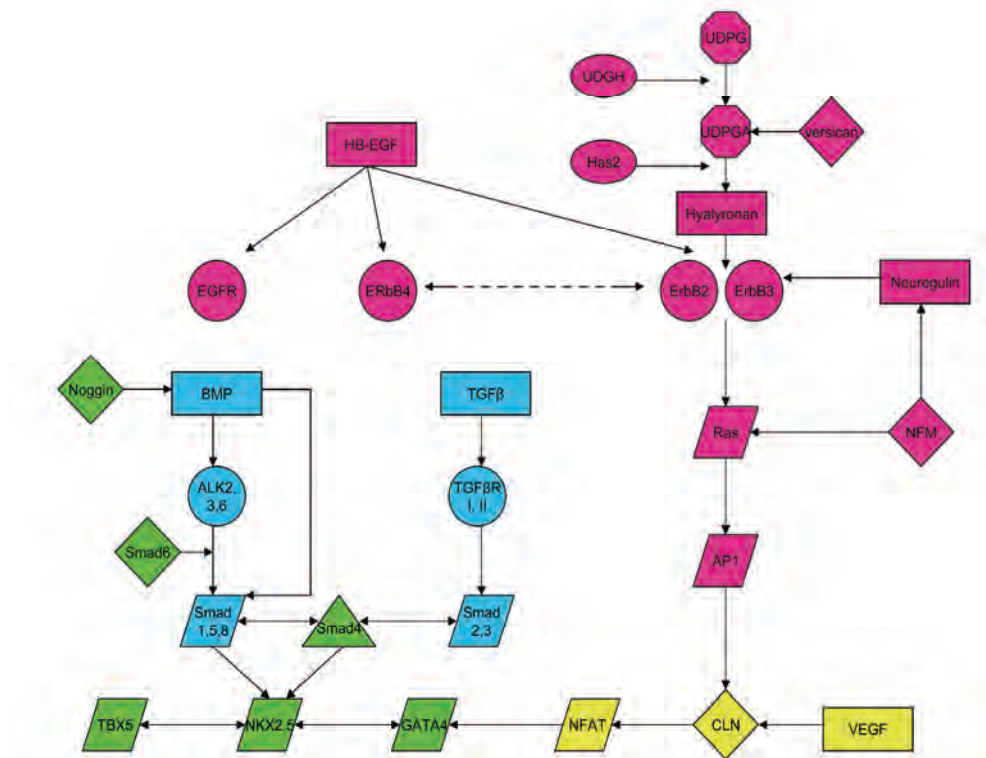 UDPG
UDGH
UDPGA
versican
HB-EGF
Has2
Hyalyronan
EGFR
ERbB4
ErbB2
ErbB3
Neuregulin
Noggin
BMP
TGFβ
Ras
NFM
ALK2,
3,6
TGFβR
I, II
Smad6
AP1
Smad
1,5,8
Smad4
Smad
2,3
TBX5
NKX2.5
GATA4
NFAT
CLN
VEGF